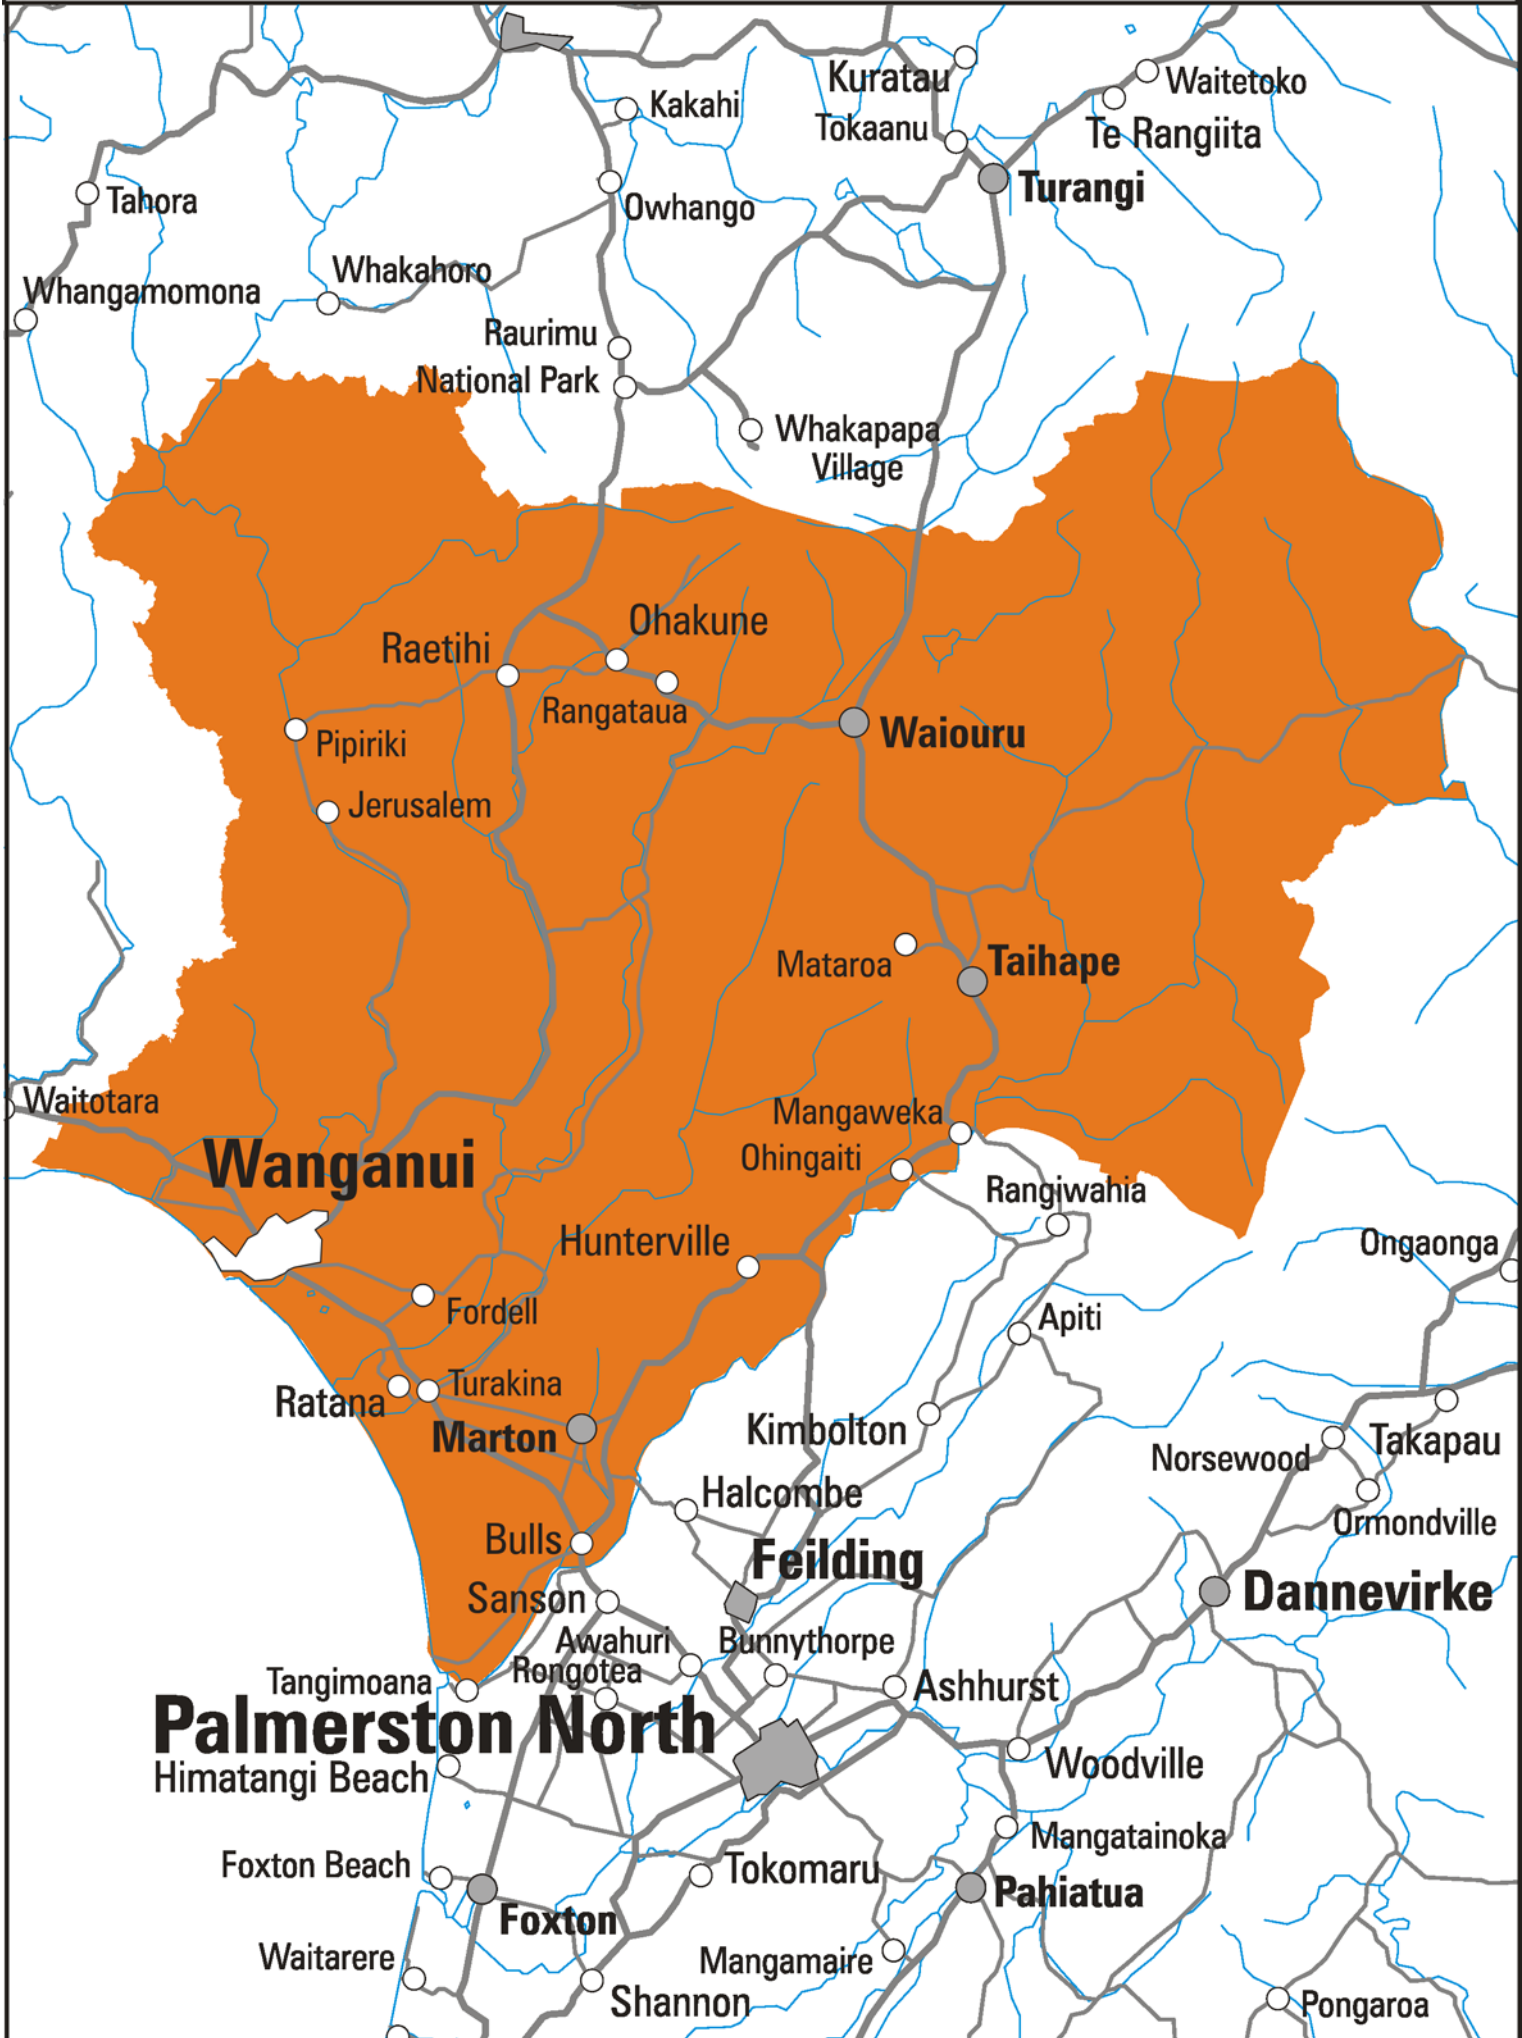 Kuratau
Waitetoko
Kakahi
Tokaanu
Te Rangiita
Tahora
Turangi
Owhango
Whakahoro
Whangamomona
Raurimu
National Park
Whakapapa
Village
Ohakune
Raetihi
Rangataua
Waiouru
Pipiriki
Jerusalem
Mataroa
Taihape
Waitotara
Mangaweka
Wanganui
Ohingaiti
Rangiwahia
Hunterville
Ongaonga
Fordell
Apiti
Turakina
Ratana
Marton
Kimbolton
Takapau
Norsewood
Halcombe
Ormondville
Bulls
Feilding
Dannevirke
Sanson
Awahuri
Bunnythorpe
Rongotea
Tangimoana
Ashhurst
Palmerston North
Woodville
Himatangi Beach
Mangatainoka
Foxton Beach
Tokomaru
Pahiatua
Foxton
Waitarere
Mangamaire
Shannon
Pongaroa